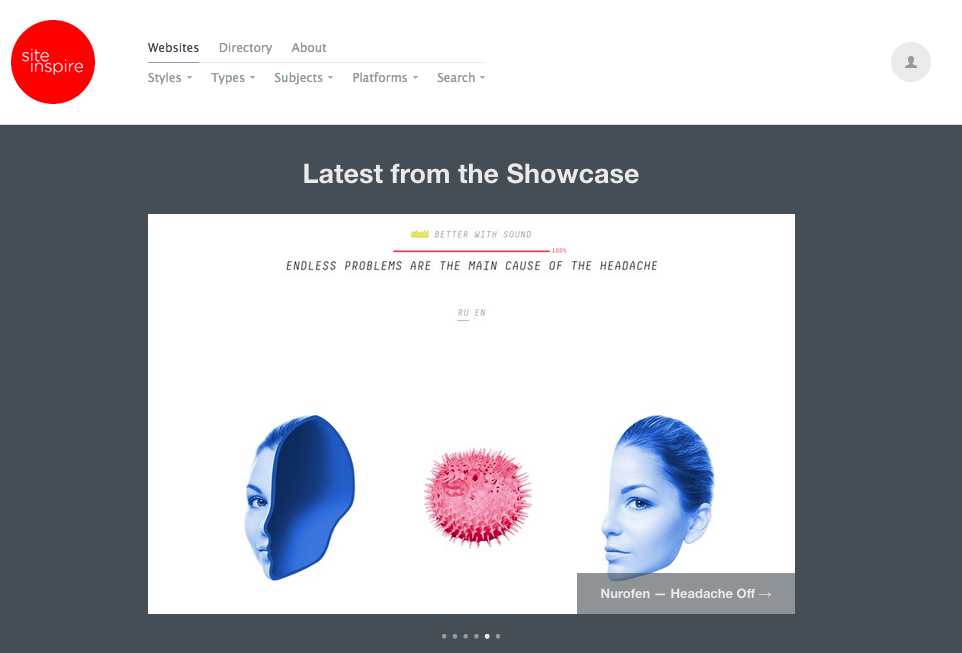 site
inspire
Websites Directory About
Styles Types Subjects Platforms Search
Latest from the Showcase
BETTER WITH SOUND
100%
ENDLESS PROBLEMS ARE THE MAIN CAUSE OF THE HEADACHE
RU EN
Nurofen — Headache Off →